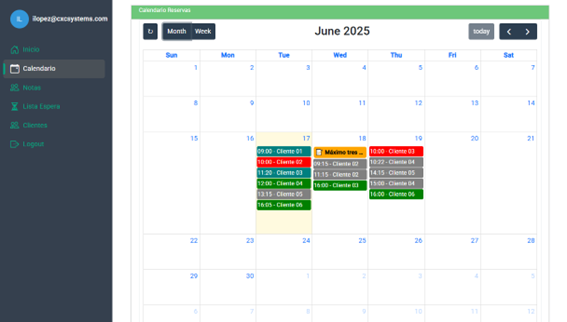 IL
ilopez@cxcsystems.com
Inicio
Calendario
Notas
Lista Espera
Clientes
Logout
Calendario Reservas
Month Week
June 2025
today
Sun Mon Tue Wed Thu Fri Sat
1 2 3 4 5 6 7
8 9 10 11 12 13 14
15 16 17 18 19 20 21
09:00 - Cliente 01
10:00 - Cliente 02
11:20 - Cliente 03
12:00 - Cliente 04
13:15 - Cliente 05
16:05 - Cliente 06
Máximo tres ...
09:15 - Cliente 02
11:15 - Cliente 02
16:00 - Cliente 03
10:00 - Cliente 03
10:22 - Cliente 04
14:15 - Cliente 05
15:00 - Cliente 04
16:00 - Cliente 06
22 23 24 25 26 27 28
29 30 1 2 3 4 5
6 7 8 9 10 11 12